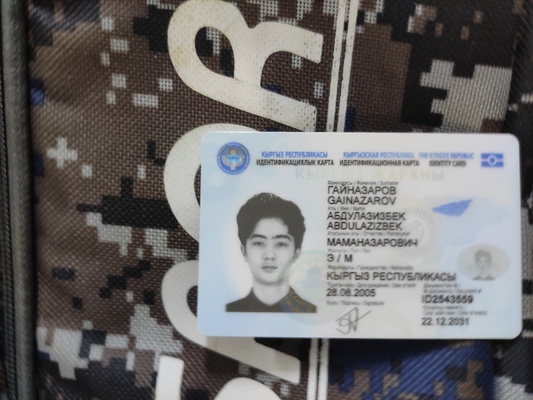 КЫРГЫЗ РЕСПУБЛИКАСЫ КЫРГЫЗСКАЯ РЕСПУБЛИКА THE KYRGYZ REPUBLIC
ИДЕНТИФИКАЦИЯЛЫК КАРТА ИДЕНТИФИКАЦИОННАЯ КАРТА IDENTITY CARD
ГАЙНАЗАРОВ
GAINAZAROV
АБДУЛАЗИЗБЕК
ABDULAZIZBEK
МАМАНАЗАРОВИЧ
Э / М
КЫРГЫЗ РЕСПУБЛИКАСЫ
28.06.2005
ID2543559
22.12.2031